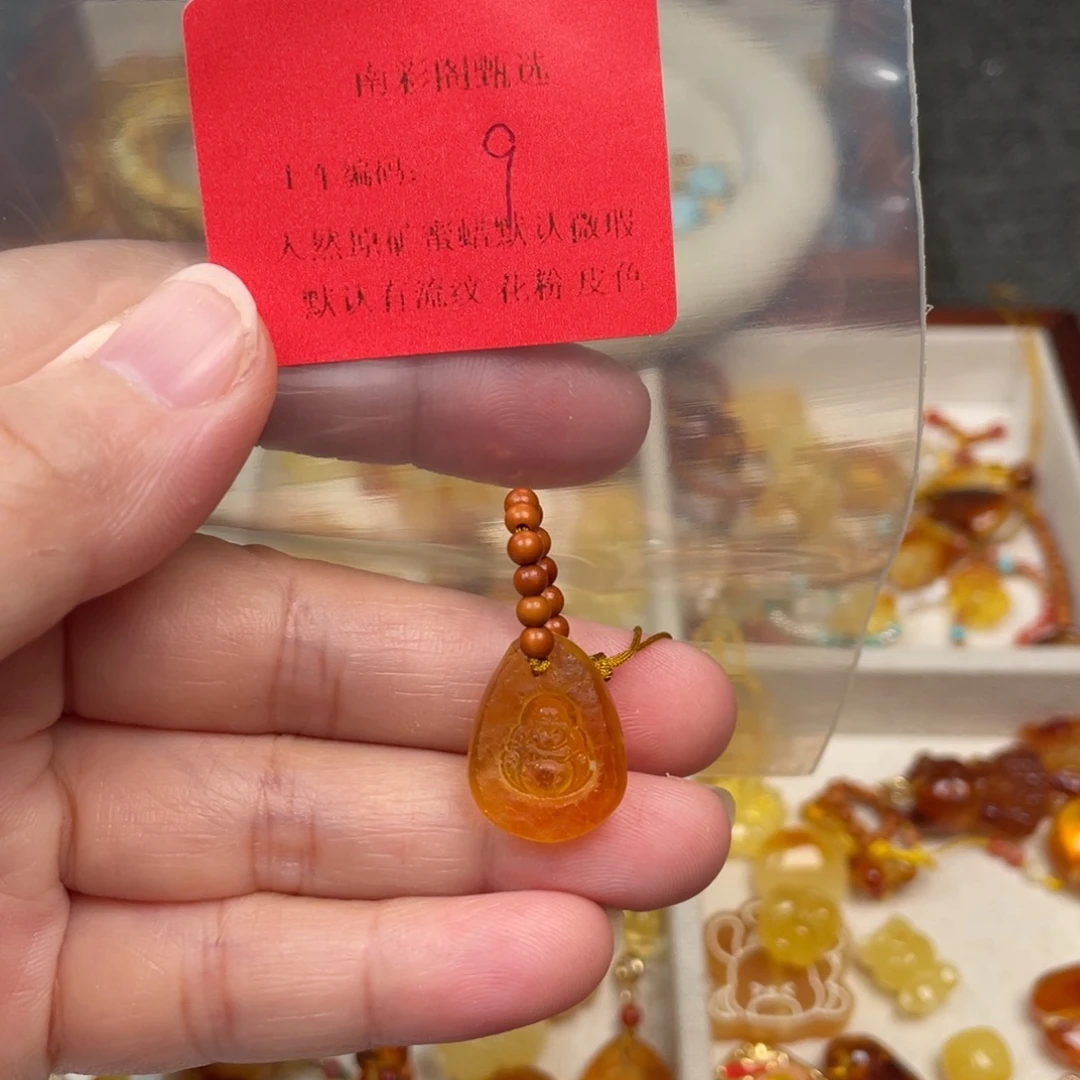 南彩阁甄选
编码: 9
天然原矿 蜜蜡默认微瑕
默认有流纹 花粉 皮色